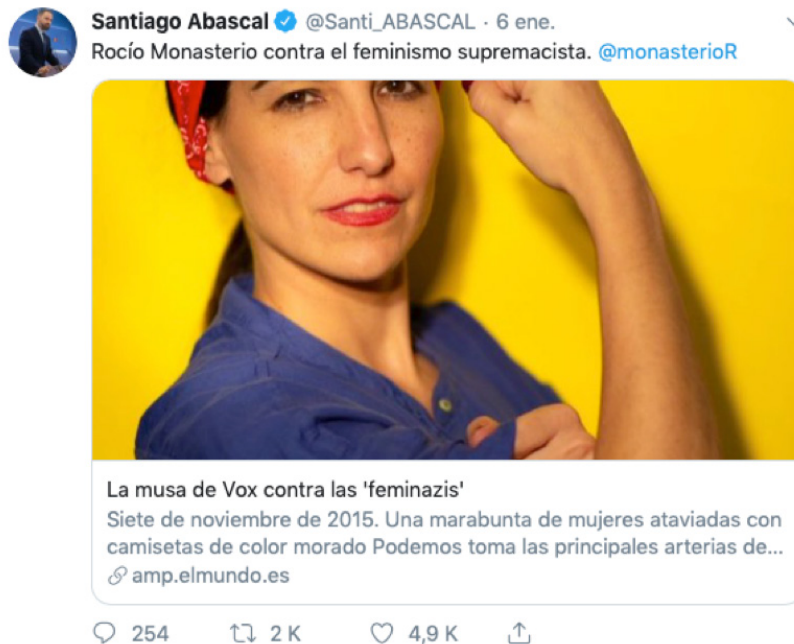 Santiago Abascal @Santi_ABASCAL · 6 ene.
Rocío Monasterio contra el feminismo supremacista. @monasterioR
La musa de Vox contra las 'feminazis'
Siete de noviembre de 2015. Una marabunta de mujeres ataviadas con
camisetas de color morado Podemos toma las principales arterias de...
amp.elmundo.es
254 2 K 4,9 K